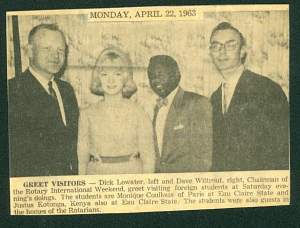 MONDAY, APRIL 22, 1963
GREET VISITORS — Dick Lowater, left and Dave Wiltrout, right, Chairman of
the Rotary International Weekend, greet visiting foreign students at Saturday eve-
ning's doings. The students are Monique of Paris at Eau Claire State and
Justus Kotonga, Kenya also at Eau Claire State. The students were also guests in
the homes of the Rotarians.